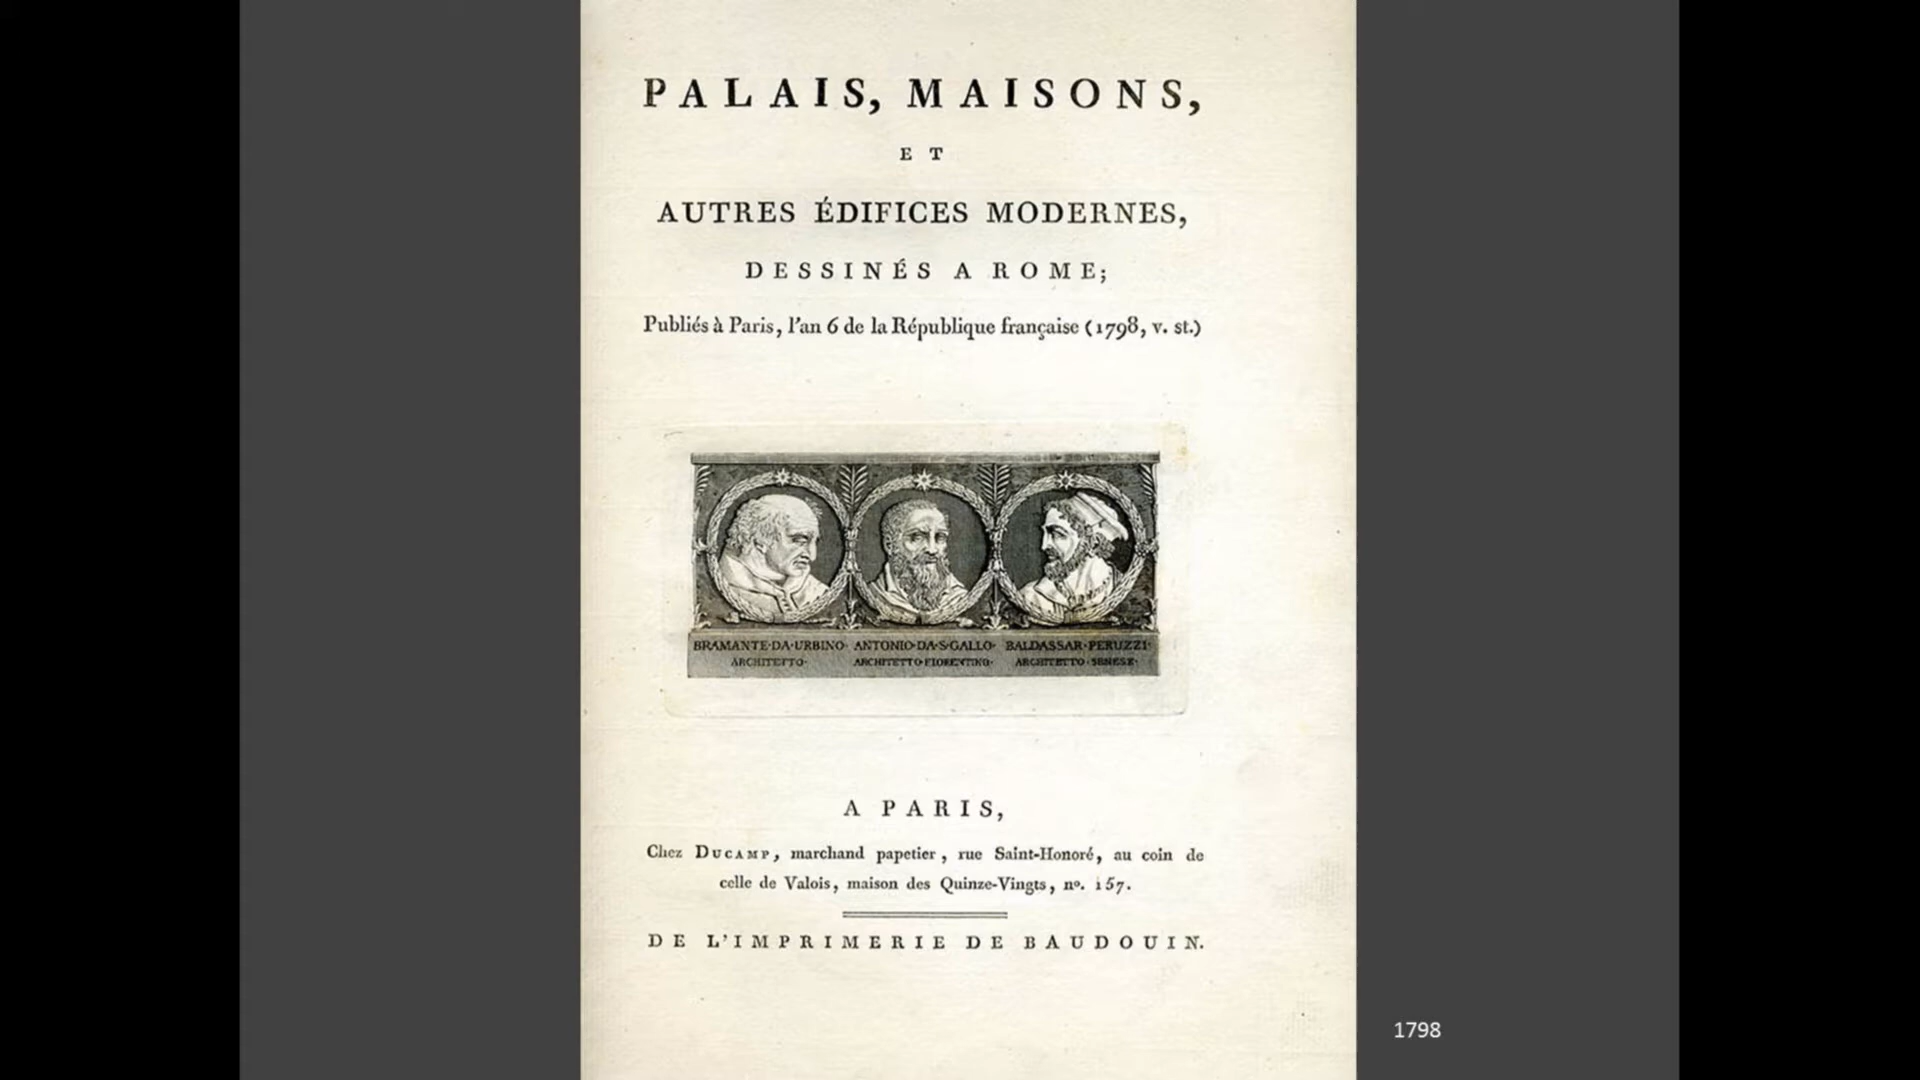 PALAIS, MAISONS,
ET
AUTRES ÉDIFICES MODERNES,
DESSINÉS A ROME;
Publiés à Paris, l'an 6 de la République française (1798, v. st.)
BRAMANTE·DA·URBINO· ANTONIO·DA·S·GALLO· BALDASSAR·PERUZZI·
ARCHITETTO· ARCHITETTO·FIORENTINO· ARCHITETTO·SENESE·
A PARIS,
Chez DUCAMP, marchand papetier, rue Saint-Honoré, au coin de
celle de Valois, maison des Quinze-Vingts, nº. 157.
DE L'IMPRIMERIE DE BAUDOUIN.
1798